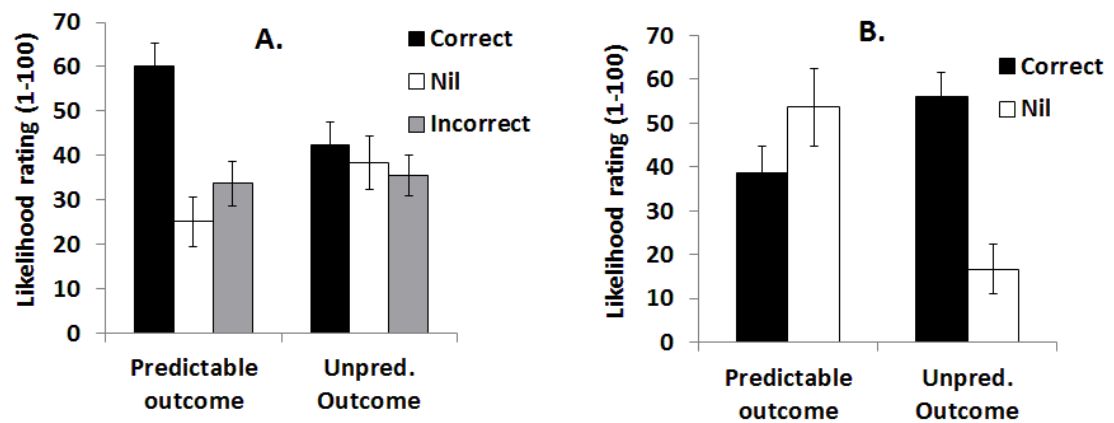 A.
Likelihood rating (1-100)
70
60
50
40
30
20
10
0
Correct
Nil
Incorrect
Predictable
outcome
Unpred.
Outcome
B.
Likelihood rating (1-100)
70
60
50
40
30
20
10
0
Correct
Nil
Predictable
outcome
Unpred.
Outcome